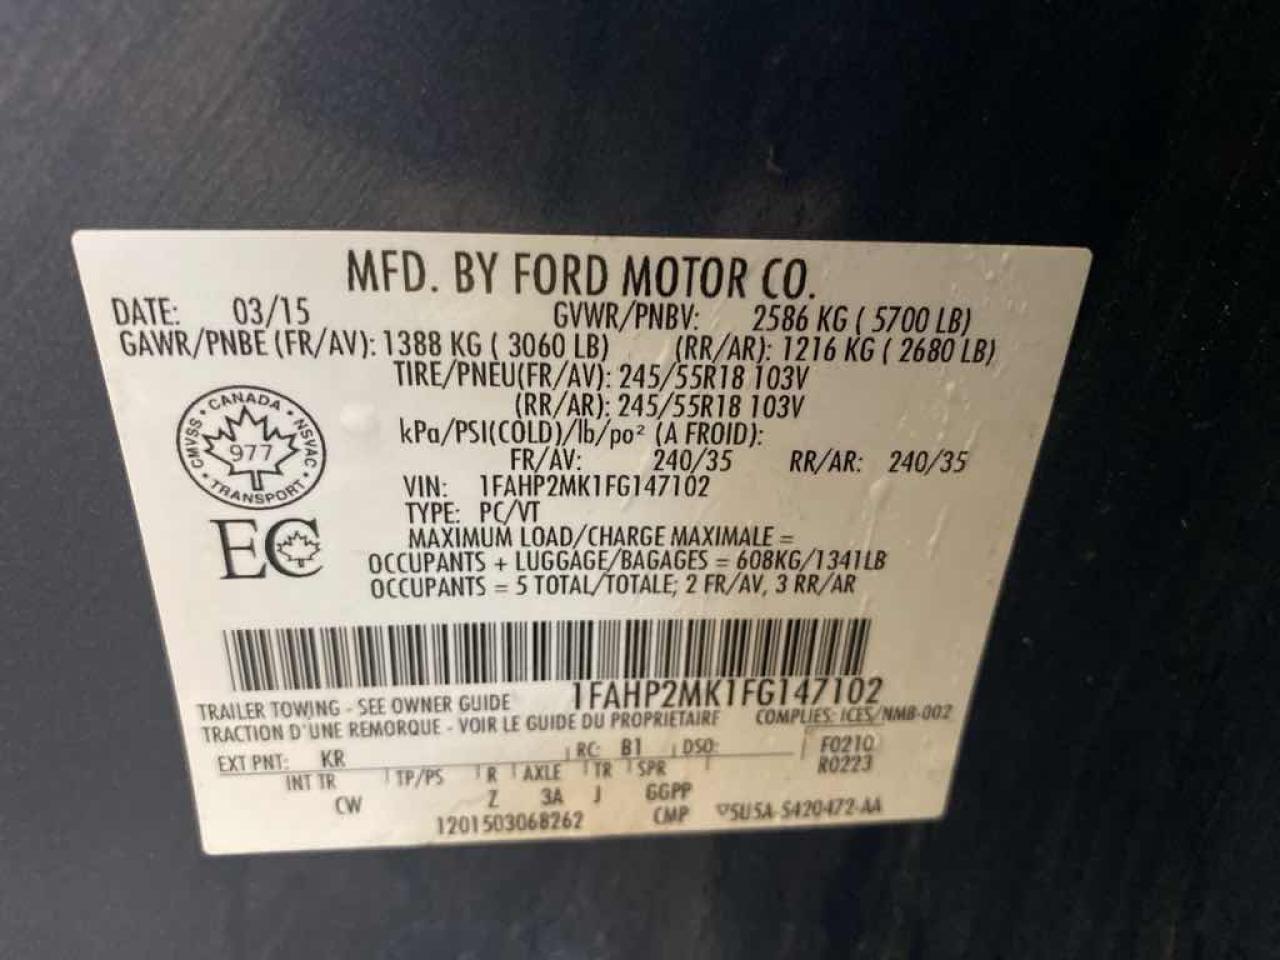 MFD. BY FORD MOTOR CO.
DATE: 03/15 GVWR/PNBV: 2586 KG ( 5700 LB)
GAWR/PNBE (FR/AV): 1388 KG ( 3060 LB) (RR/AR): 1216 KG ( 2680 LB)
TIRE/PNEU(FR/AV): 245/55R18 103V
(RR/AR): 245/55R18 103V
kPa/PSI(COLD)/lb/po² (A FROID):
FR/AV: 240/35 RR/AR: 240/35
CANADA
CMVSS • NSVAC
977
TRANSPORT
VIN: 1FAHP2MK1FG147102
TYPE: PC/VT
EC
MAXIMUM LOAD/CHARGE MAXIMALE =
OCCUPANTS + LUGGAGE/BAGAGES = 608KG/1341LB
OCCUPANTS = 5 TOTAL/TOTALE; 2 FR/AV, 3 RR/AR
1FAHP2MK1FG147102
TRAILER TOWING - SEE OWNER GUIDE
TRACTION D'UNE REMORQUE - VOIR LE GUIDE DU PROPRIETAIRE COMPLIES: ICES/NMB-002
EXT PNT: KR RC: B1 DSO: F0210
R0223
INT TR TP/PS R AXLE TR SPR
CW Z 3A J GGPP
1201503068262 CMP ▽5U5A-5420472-AA